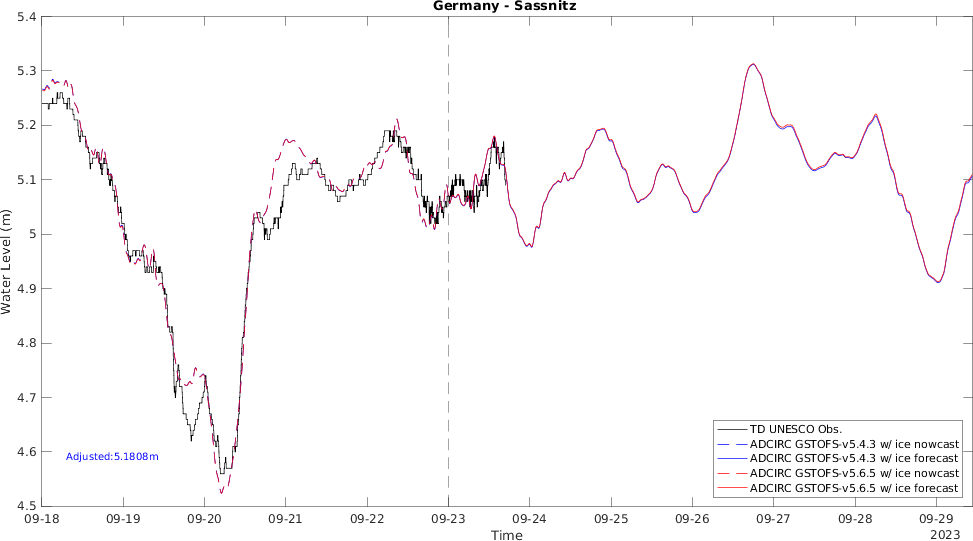 Germany - Sassnitz
5.4
5.3
5.2
5.1
5
4.9
4.8
4.7
4.6
4.5
Water Level (m)
Adjusted:5.1808m
TD UNESCO Obs.
ADCIRC GSTOFS-v5.4.3 w/ ice nowcast
ADCIRC GSTOFS-v5.4.3 w/ ice forecast
ADCIRC GSTOFS-v5.6.5 w/ ice nowcast
ADCIRC GSTOFS-v5.6.5 w/ ice forecast
09-18 09-19 09-20 09-21 09-22 09-23 09-24 09-25 09-26 09-27 09-28 09-29
2023
Time